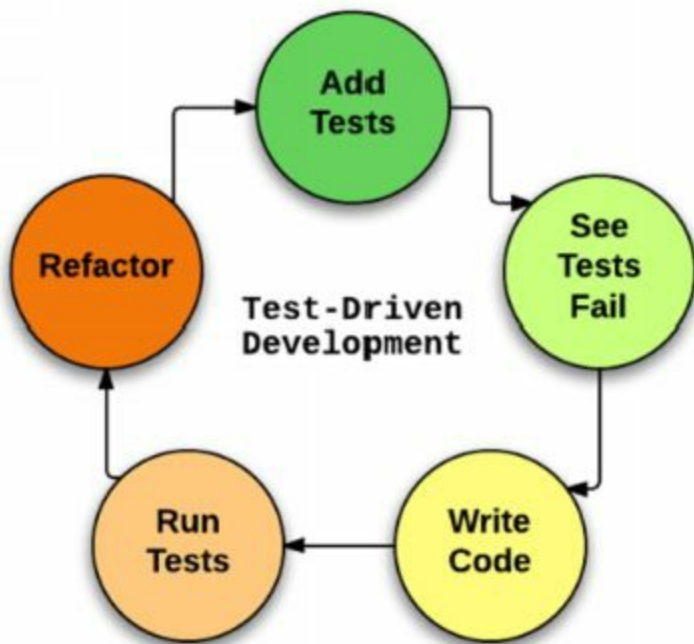 Add
Tests
See
Tests
Fail
Write
Code
Run
Tests
Refactor
Test-Driven
Development